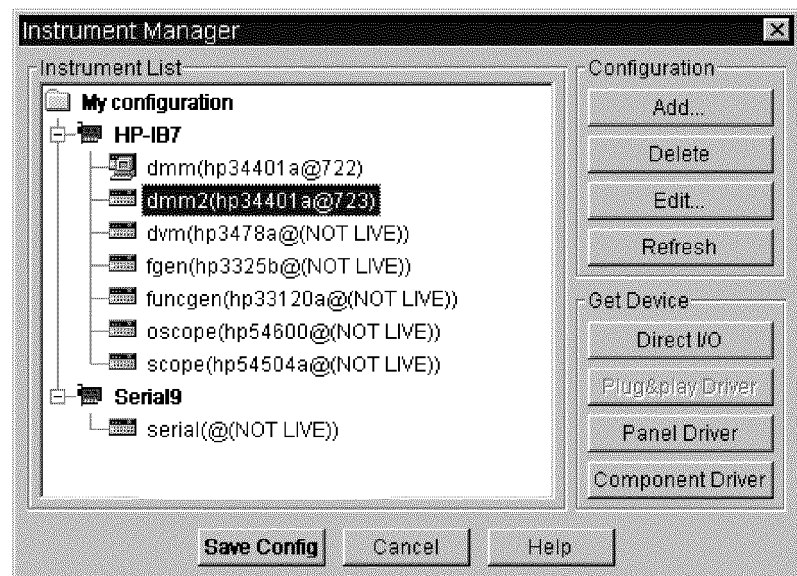 Instrument Manager
Instrument List
My configuration
HP-IB7
dmm(hp34401a@722)
dmm2(hp34401a@723)
dvm(hp3478a@(NOT LIVE))
fgen(hp3325b@(NOT LIVE))
funcgen(hp33120a@(NOT LIVE))
oscope(hp54600@(NOT LIVE))
scope(hp54504a@(NOT LIVE))
Serial9
serial(@(NOT LIVE))
Configuration
Add...
Delete
Edit...
Refresh
Get Device
Direct I/O
Plug&play Driver
Panel Driver
Component Driver
Save Config
Cancel
Help